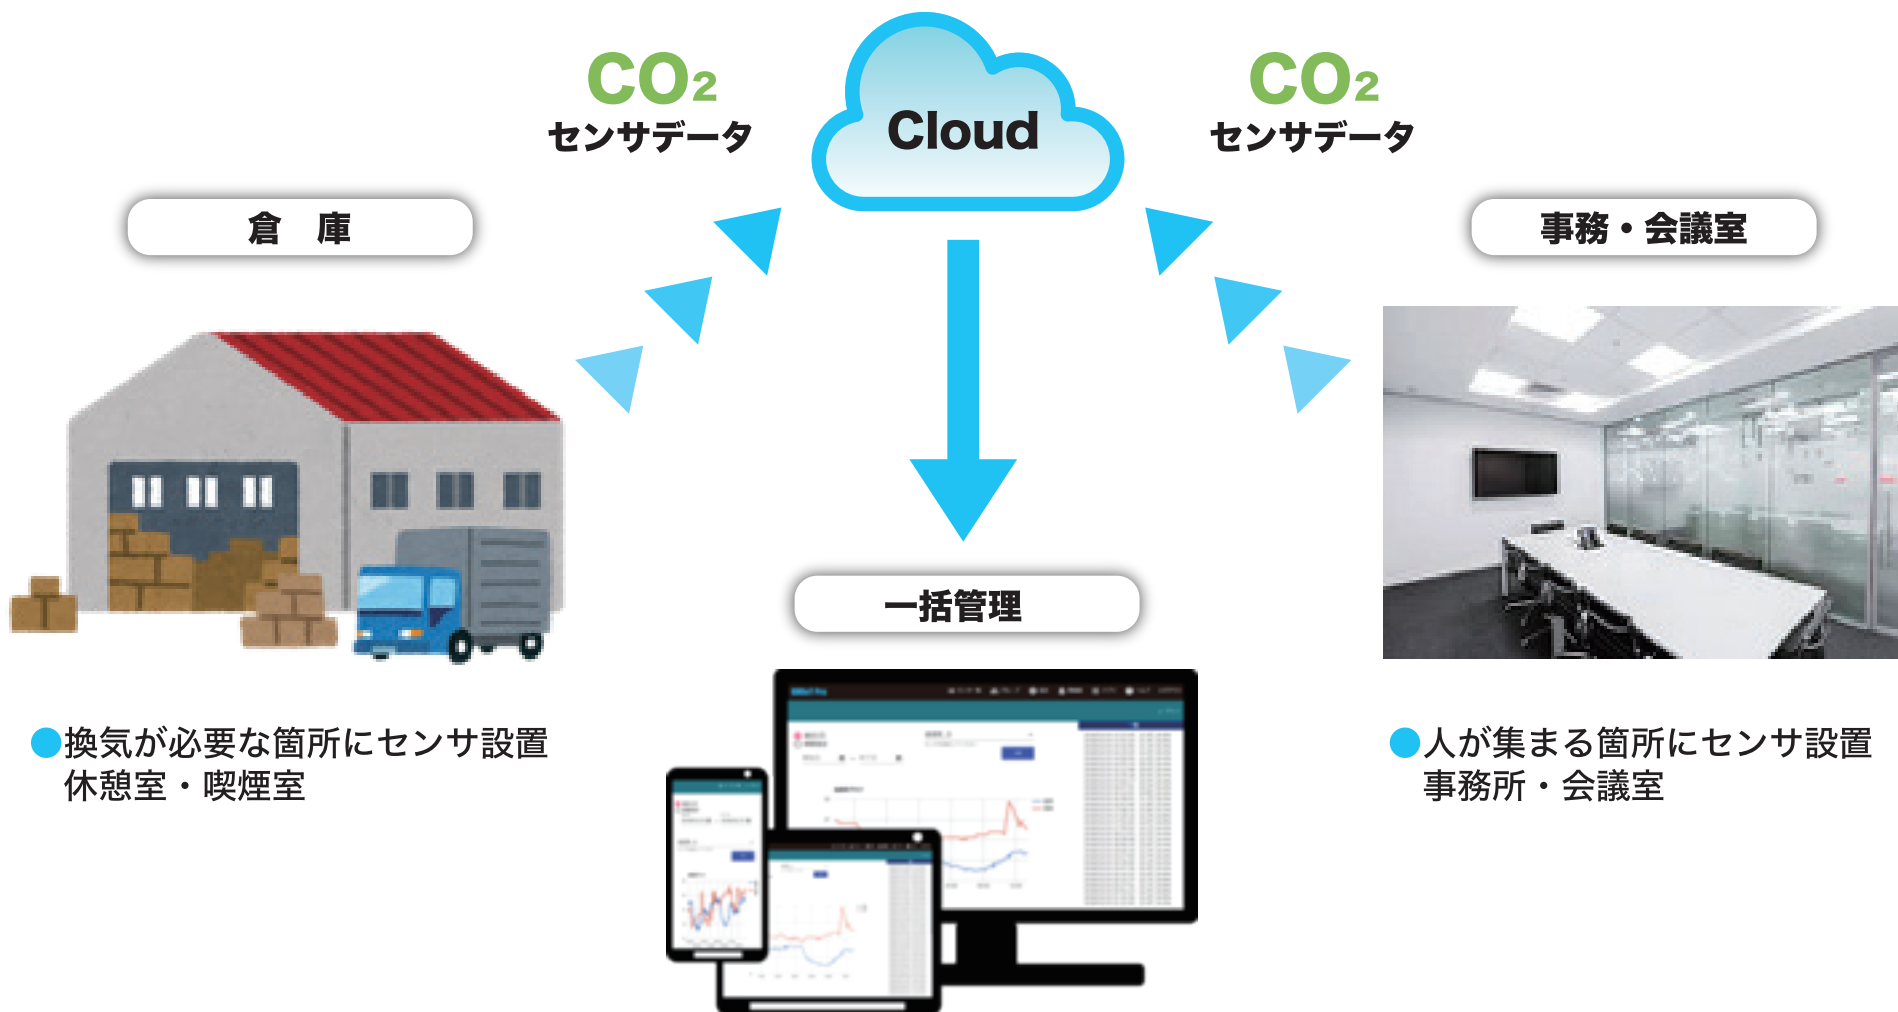 CO₂
センサデータ
Cloud
CO₂
センサデータ
倉　庫
事務・会議室
一括管理
●換気が必要な箇所にセンサ設置
休憩室・喫煙室
●人が集まる箇所にセンサ設置
事務所・会議室